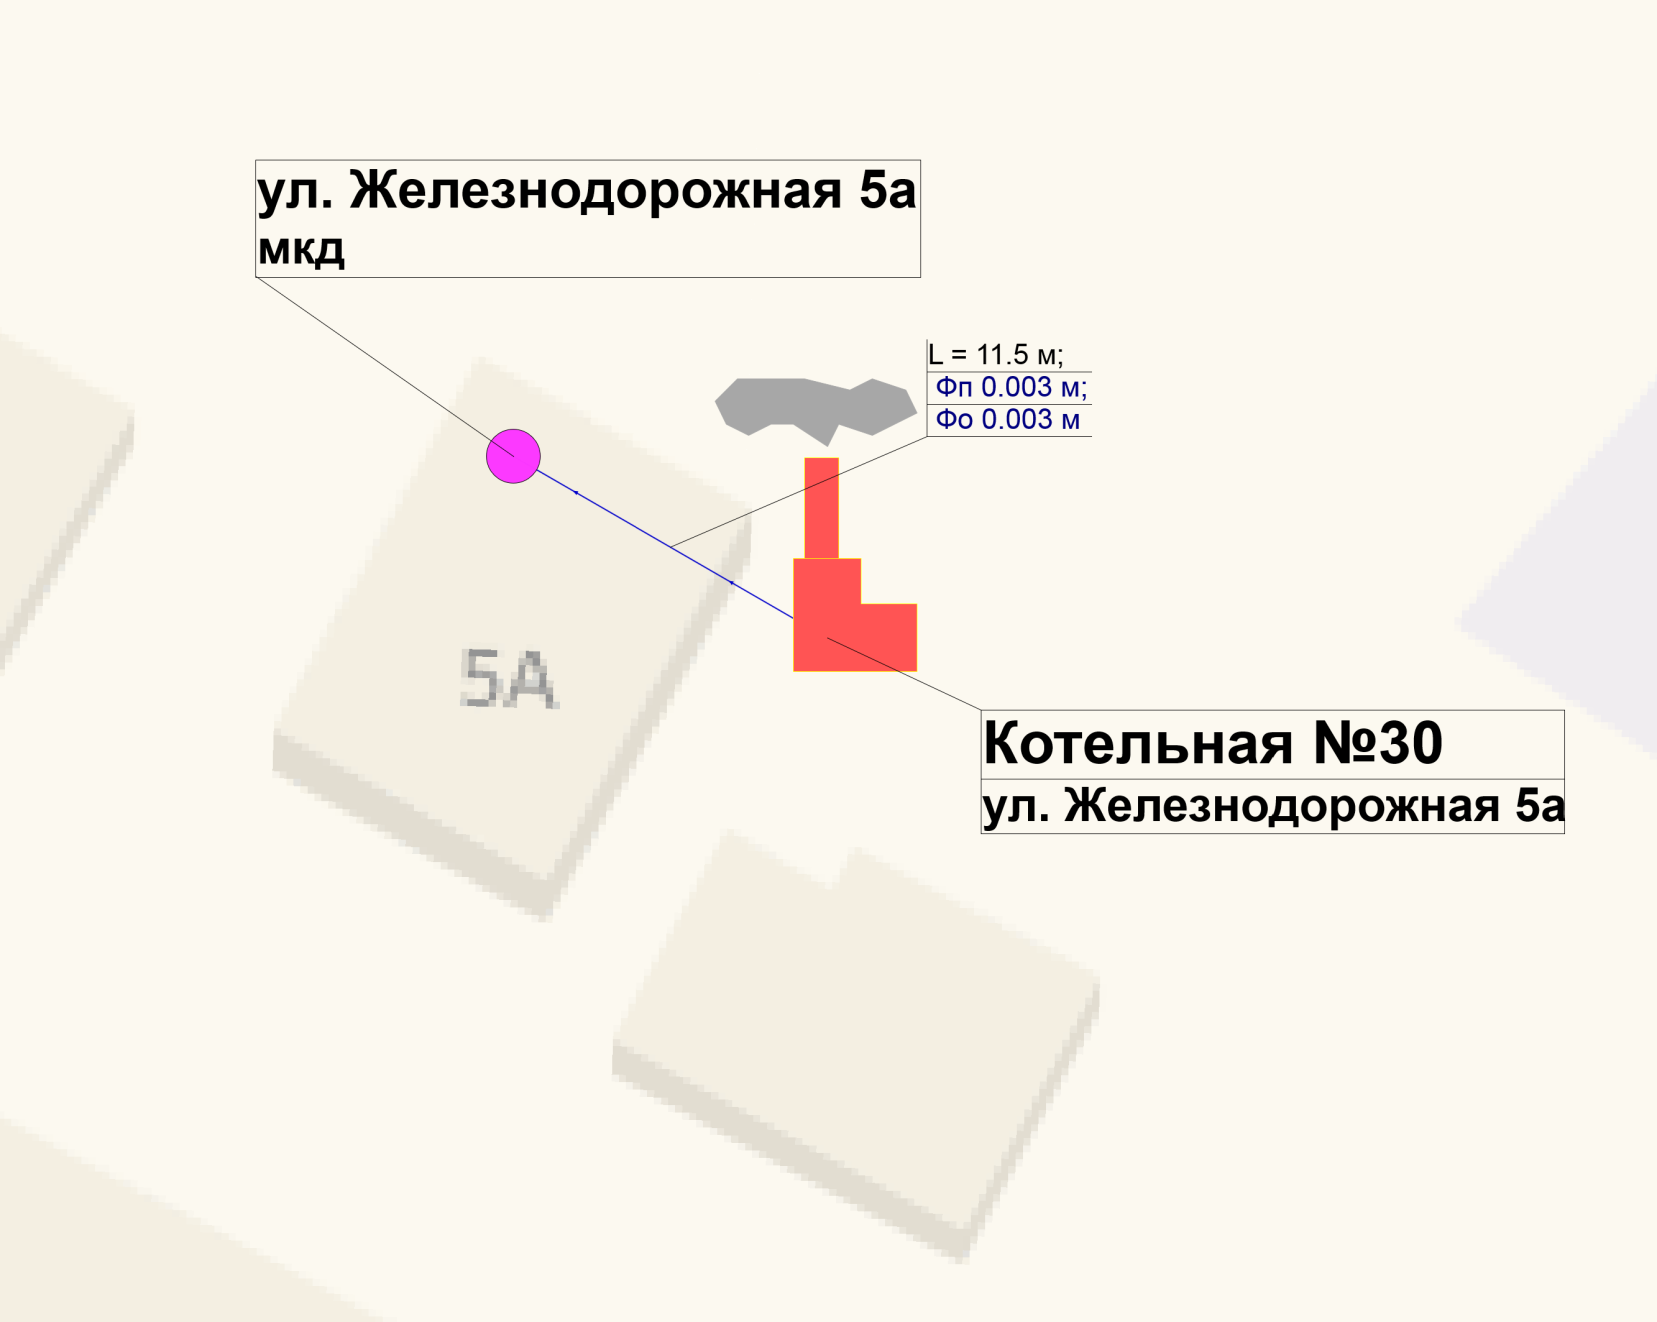 ул. Железнодорожная 5а
мкд
L = 11.5 м;
Фп 0.003 м;
Фо 0.003 м
5А
Котельная №30
ул. Железнодорожная 5а